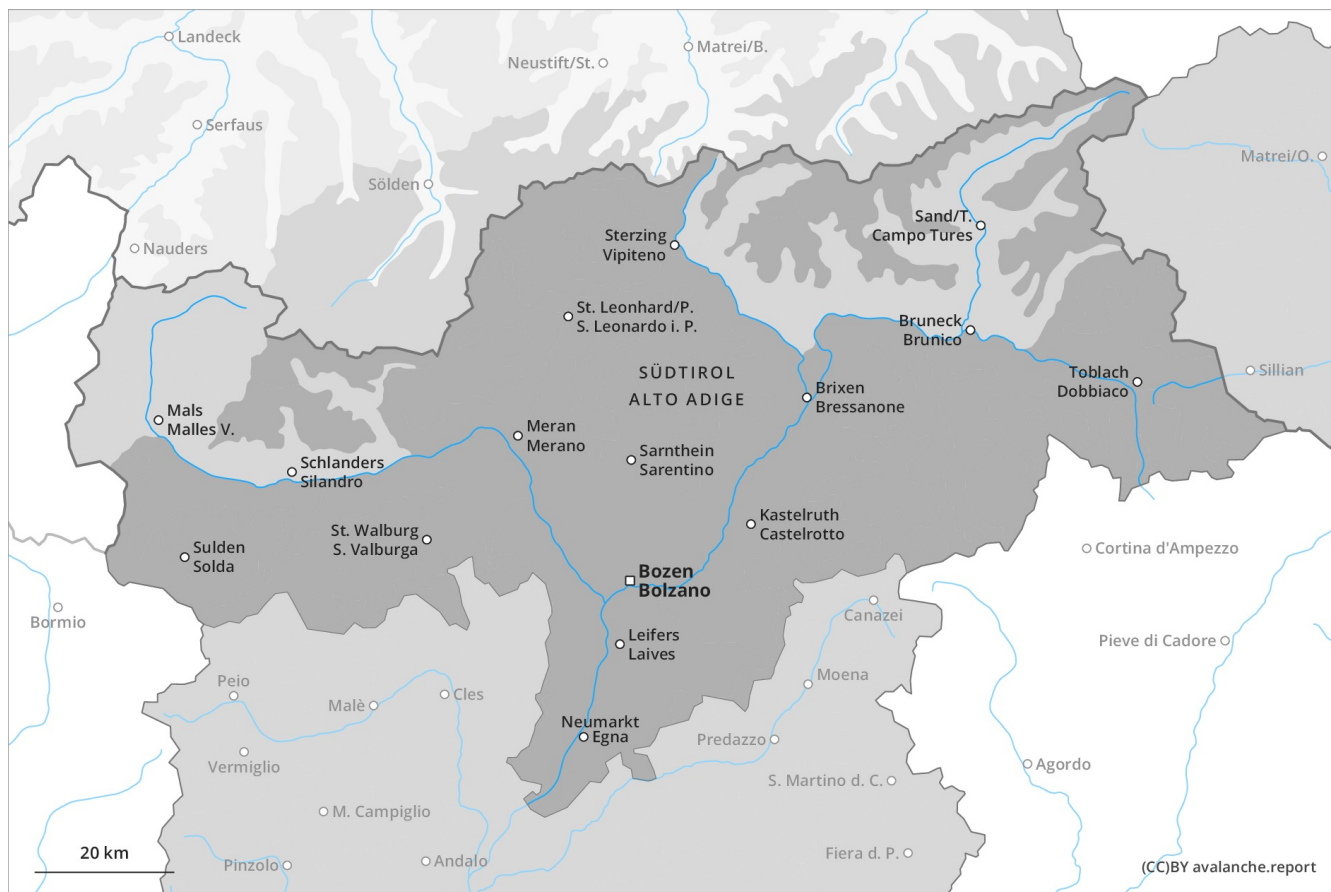 Landeck
Matrei/B.
Neustift/St.
Serfaus
Matrei/O.
Sölden
Sand/T.
Campo Tures
Nauders
Sterzing
Vipiteno
St. Leonhard/P.
S. Leonardo i. P.
Bruneck
Brunico
SÜDTIROL
ALTO ADIGE
Toblach
Dobbiaco
Sillian
Brixen
Bressanone
Mals
Malles V.
Meran
Merano
Sarnthein
Sarentino
Schlanders
Silandro
Kastelruth
Castelrotto
St. Walburg
S. Valburga
Sulden
Solda
Cortina d'Ampezzo
Bozen
Bolzano
Bormio
Canazei
Leifers
Laives
Pieve di Cadore
Moena
Peio
Malè
Cles
Neumarkt
Egna
Predazzo
Vermiglio
Agordo
S. Martino d. C.
M. Campiglio
20 km
Pinzolo
Andalo
Fiera d. P.
(CC)BY avalanche.report